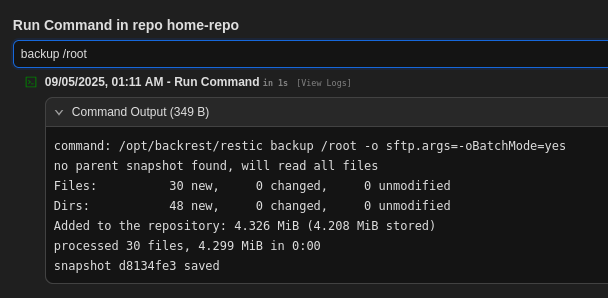 Run Command in repo home-repo
backup /root
09/05/2025, 01:11 AM - Run Command in 1s [View Logs]
Command Output (349 B)
command: /opt/backrest/restic backup /root -o sftp.args=-oBatchMode=yes
no parent snapshot found, will read all files
Files:          30 new,     0 changed,     0 unmodified
Dirs:           48 new,     0 changed,     0 unmodified
Added to the repository: 4.326 MiB (4.208 MiB stored)
processed 30 files, 4.299 MiB in 0:00
snapshot d8134fe3 saved